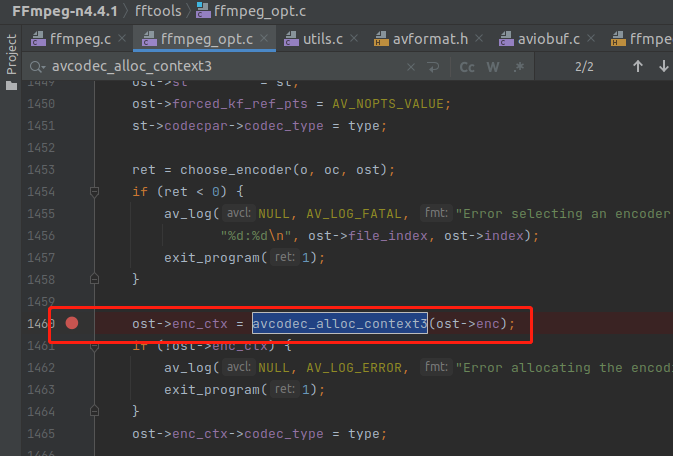 FFmpeg-n4.4.1 fftools ffmpeg_opt.c
Project
ffmpeg.c × ffmpeg_opt.c × utils.c × avformat.h × aviobuf.c × ffmpe
avcodec_alloc_context3 × Cc W .* 2/2 ↑ ↓
1449 ost->st = st;
1450 ost->forced_kf_ref_pts = AV_NOPTS_VALUE;
1451 st->codecpar->codec_type = type;
1452
1453 ret = choose_encoder(o, oc, ost);
1454 if (ret < 0) {
1455 av_log( avcl: NULL, AV_LOG_FATAL, fmt: "Error selecting an encoder
1456 "%d:%d\n", ost->file_index, ost->index);
1457 exit_program( ret: 1);
1458 }
1459
1460 ost->enc_ctx = avcodec_alloc_context3(ost->enc);
1461 if (!ost->enc_ctx) {
1462 av_log( avcl: NULL, AV_LOG_ERROR, fmt: "Error allocating the encodi
1463 exit_program( ret: 1);
1464 }
1465 ost->enc_ctx->codec_type = type;
1466